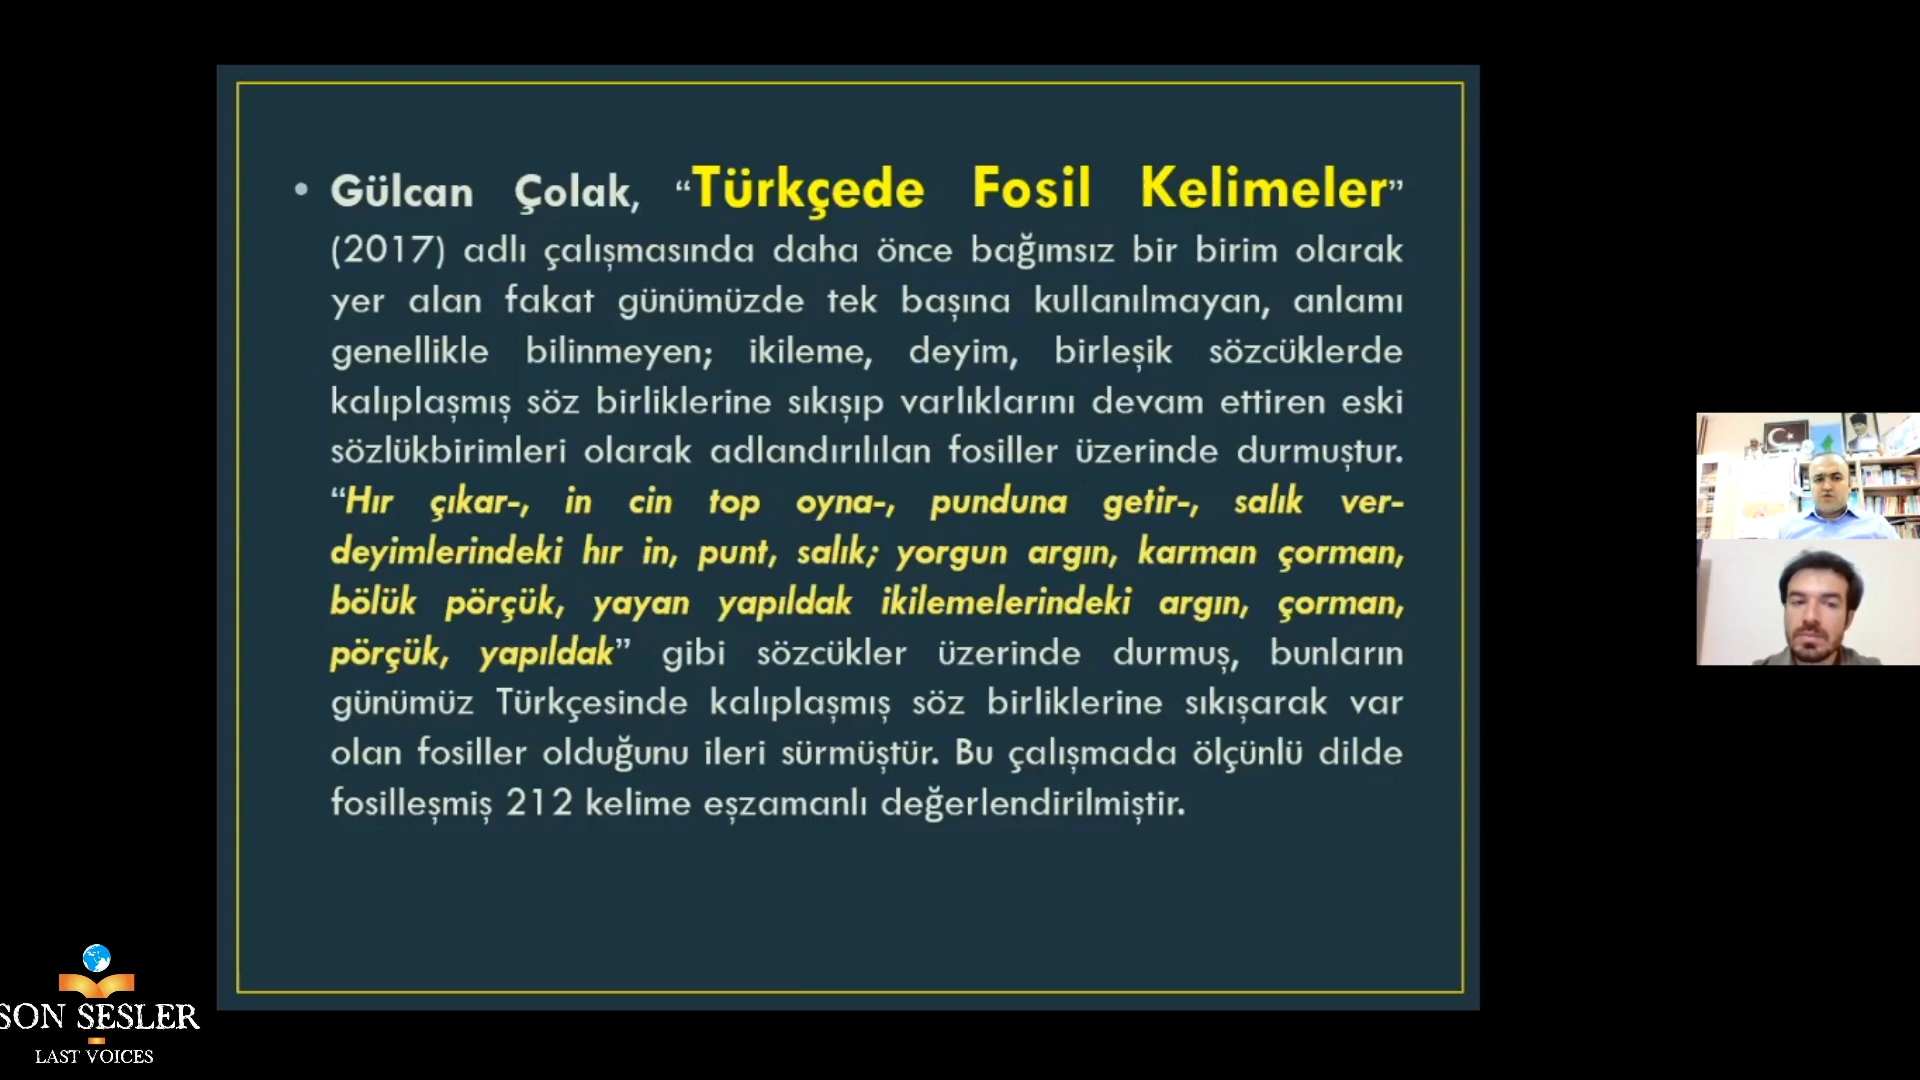 • Gülcan Çolak, “Türkçede Fosil Kelimeler”
(2017) adlı çalışmasında daha önce bağımsız bir birim olarak
yer alan fakat günümüzde tek başına kullanılmayan, anlamı
genellikle bilinmeyen; ikileme, deyim, birleşik sözcüklerde
kalıplaşmış söz birliklerine sıkışıp varlıklarını devam ettiren eski
sözlükbirimleri olarak adlandırılılan fosiller üzerinde durmuştur.
“Hır çıkar-, in cin top oyna-, punduna getir-, salık ver-
deyimlerindeki hır in, punt, salık; yorgun argın, karman çorman,
bölük pörçük, yayan yapıldak ikilemelerindeki argın, çorman,
pörçük, yapıldak” gibi sözcükler üzerinde durmuş, bunların
günümüz Türkçesinde kalıplaşmış söz birliklerine sıkışarak var
olan fosiller olduğunu ileri sürmüştür. Bu çalışmada ölçünlü dilde
fosilleşmiş 212 kelime eşzamanlı değerlendirilmiştir.
SON SESLER
LAST VOICES